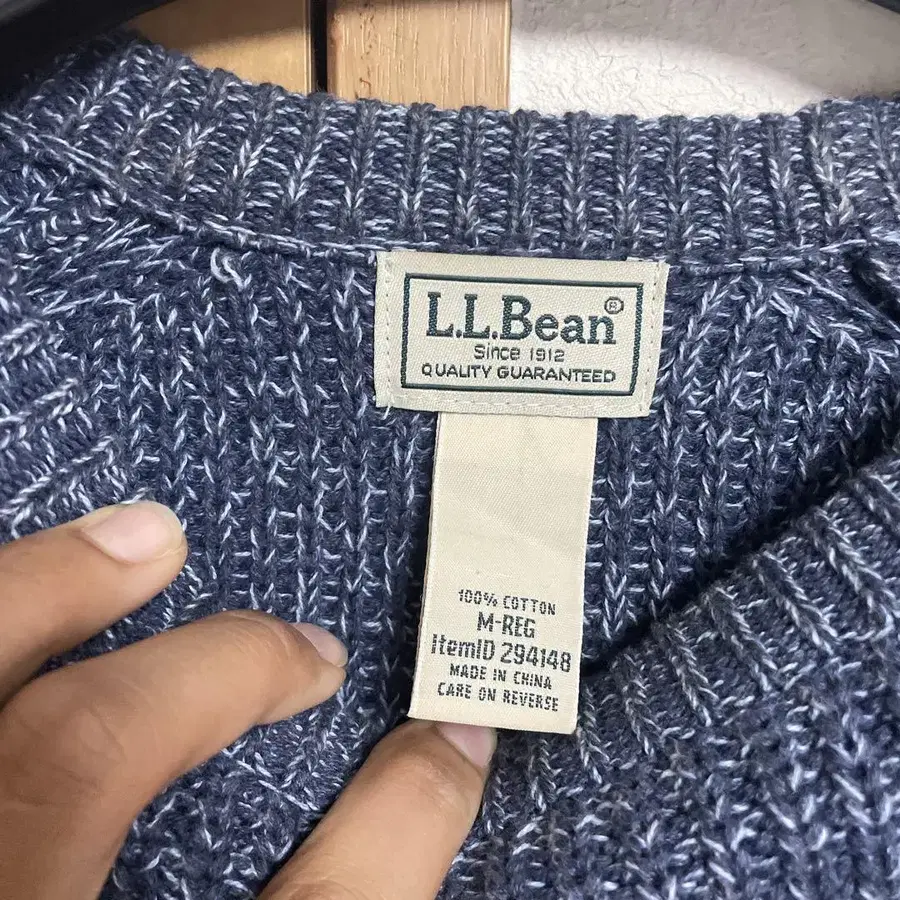 L.L.Bean®
Since 1912
QUALITY GUARANTEED
100% COTTON
M-REG
ItemID 294148
MADE IN CHINA
CARE ON REVERSE